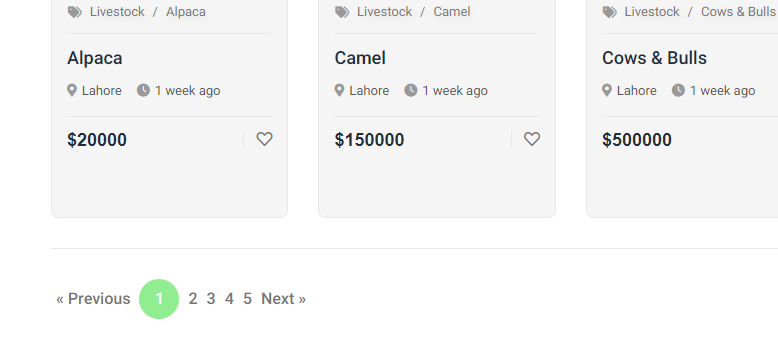 Livestock / Alpaca
Alpaca
Lahore 1 week ago
$20000
Livestock / Camel
Camel
Lahore 1 week ago
$150000
Livestock / Cows & Bulls
Cows & Bulls
Lahore 1 week ago
$500000
« Previous 1 2 3 4 5 Next »